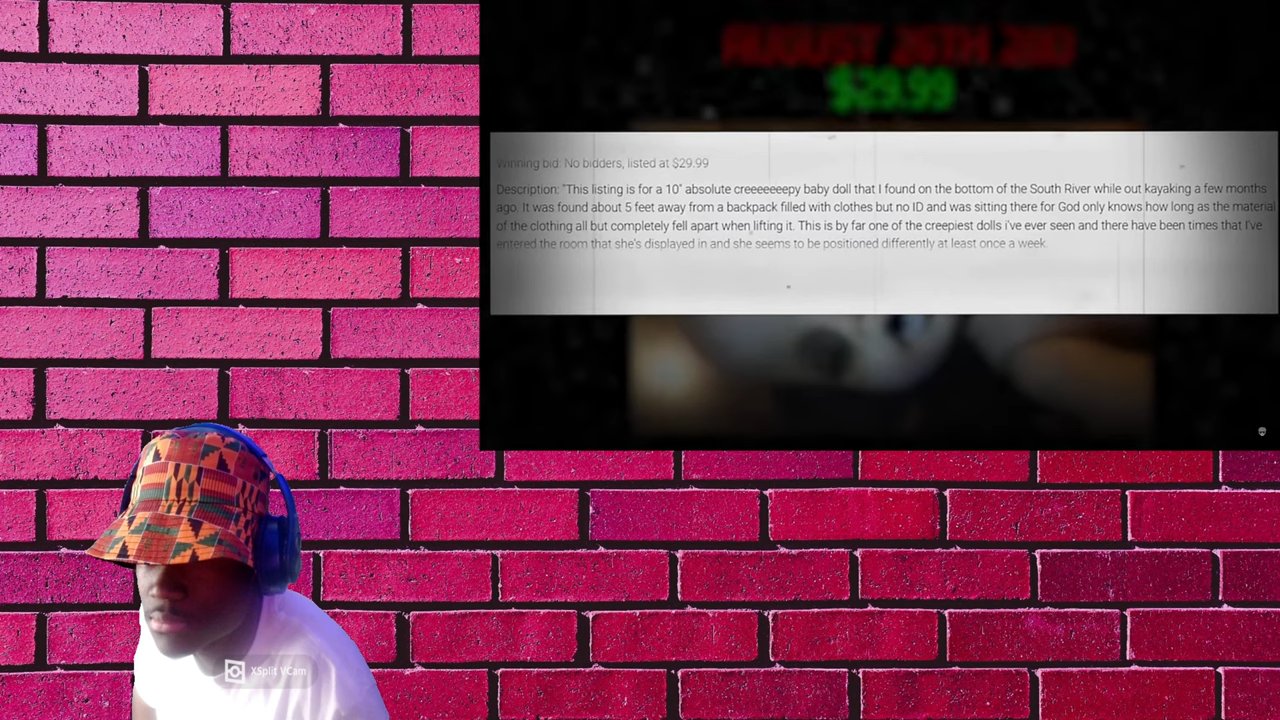 $29.99
Winning bid: No bidders, listed at $29.99
Description: "This listing is for a 10" absolute creeeeeeepy baby doll that I found on the bottom of the South River while out kayaking a few months
ago. It was found about 5 feet away from a backpack filled with clothes but no ID and was sitting there for God only knows how long as the material
of the clothing all but completely fell apart when lifting it. This is by far one of the creepiest dolls i've ever seen and there have been times that I've
entered the room that she's displayed in and she seems to be positioned differently at least once a week.
XSplit VCam